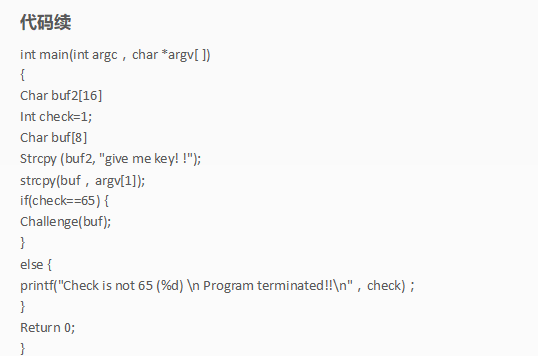 代码续
int main(int argc，char *argv[ ])
{
Char buf2[16]
Int check=1;
Char buf[8]
Strcpy (buf2, "give me key! !");
strcpy(buf，argv[1]);
if(check==65) {
Challenge(buf);
}
else {
printf("Check is not 65 (%d) \n Program terminated!!\n"，check)；
}
Return 0;
}